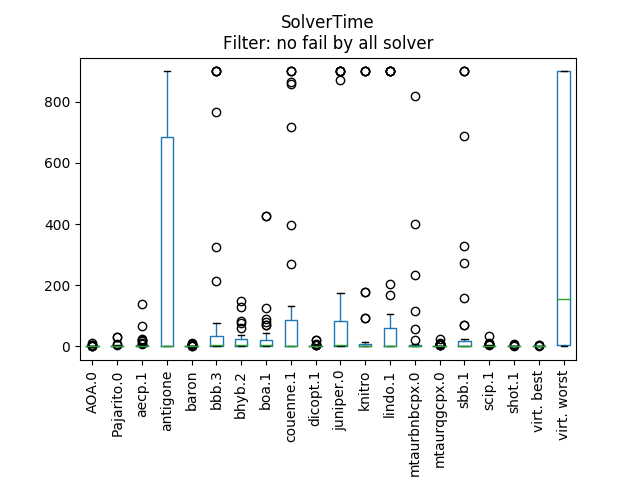 SolverTime
Filter: no fail by all solver
800
600
400
200
0
AOA.0
Pajarito.0
aecp.1
antigone
baron
bbb.3
bhyb.2
boa.1
couenne.1
dicopt.1
juniper.0
knitro
lindo.1
mtaurbnbcpx.0
mtaurqgcpx.0
sbb.1
scip.1
shot.1
virt. best
virt. worst